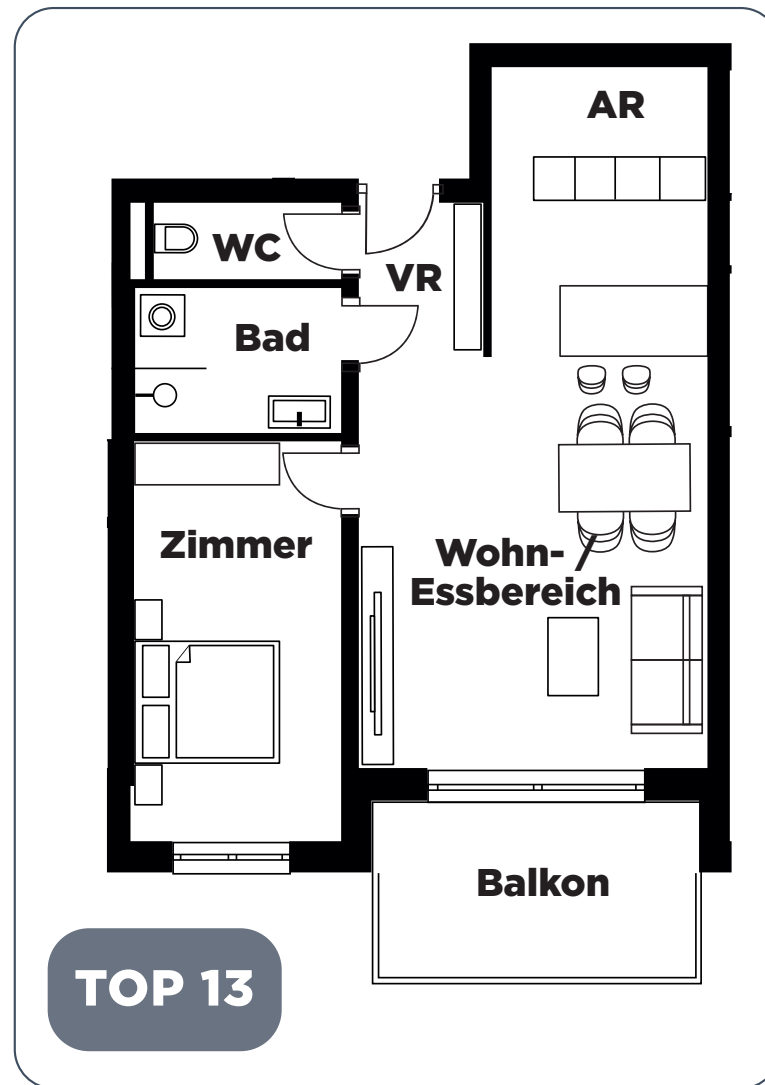 AR
WC
VR
Bad
Zimmer
Wohn- /
Essbereich
Balkon
TOP 13